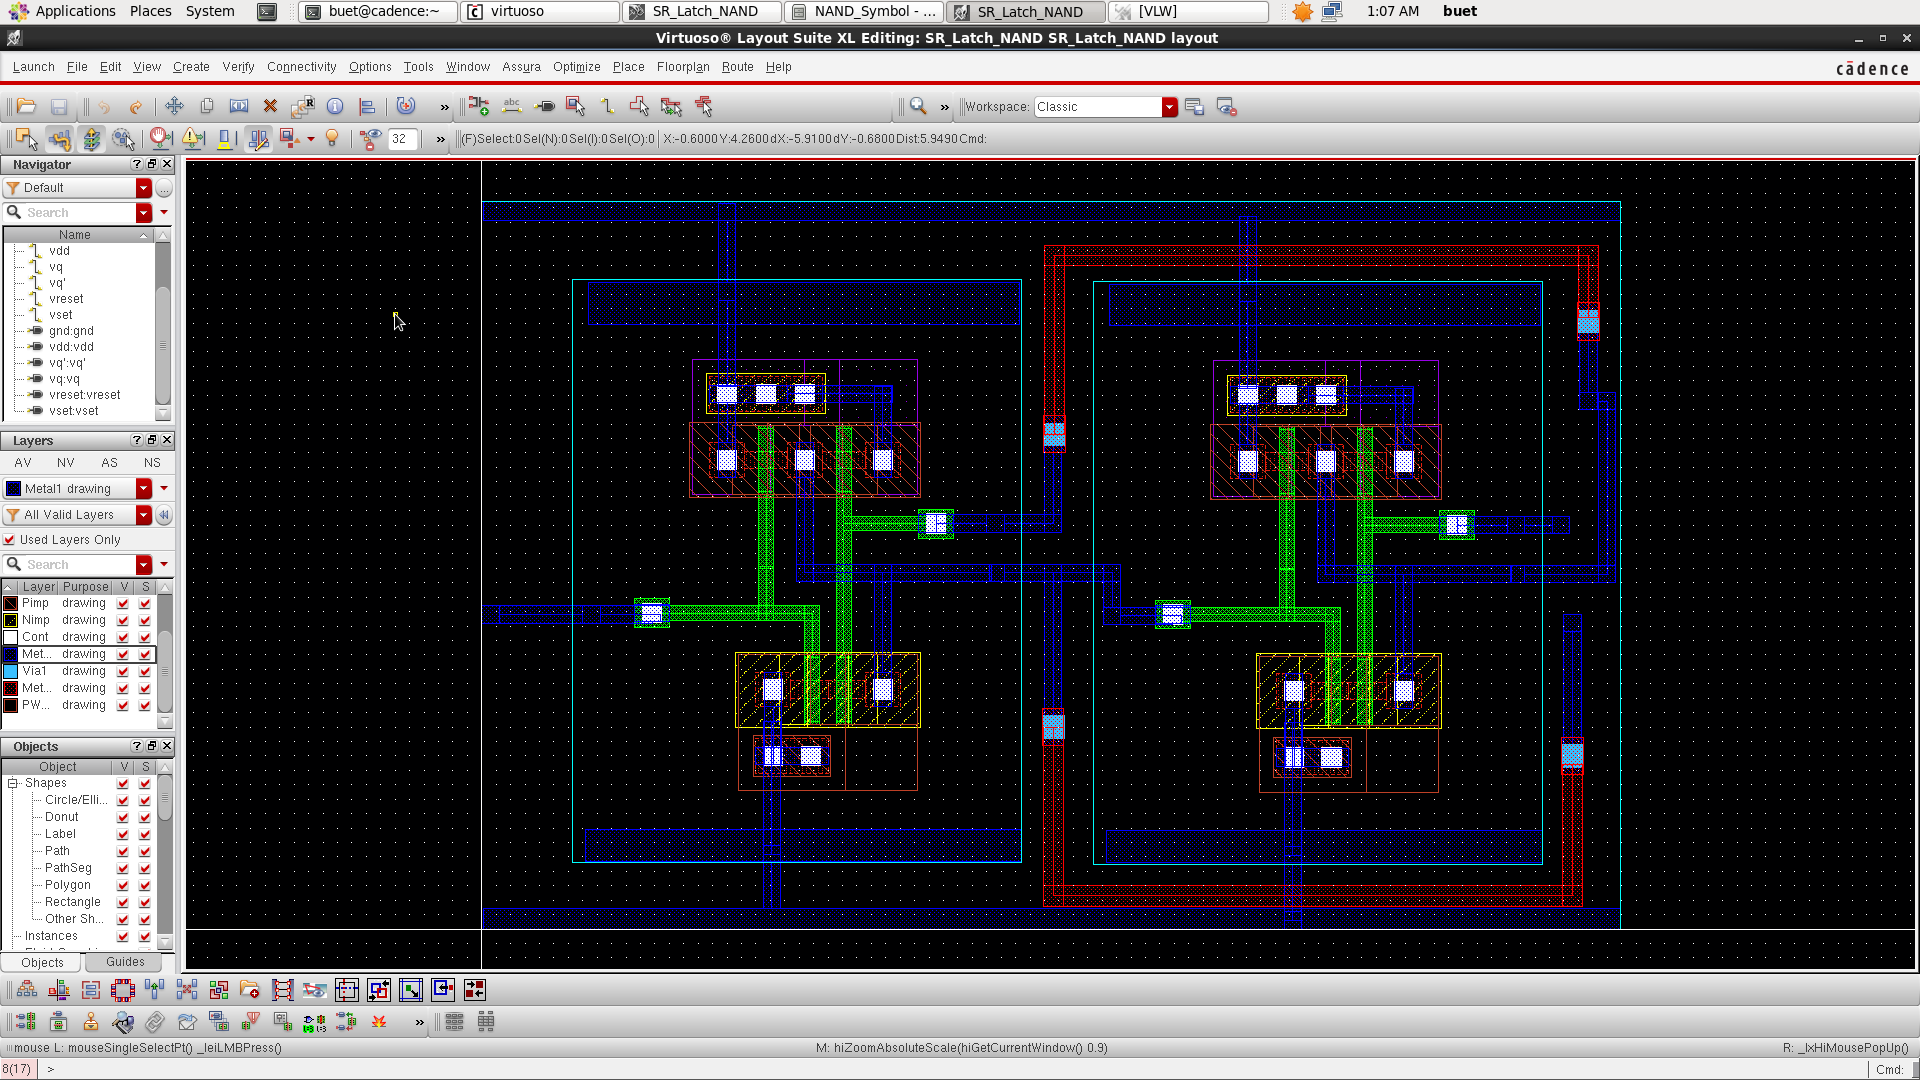 Applications Places System buet@cadence:~ virtuoso SR_Latch_NAND NAND_Symbol - ... SR_Latch_NAND [VLW] 1:07 AM buet
Virtuoso® Layout Suite XL Editing: SR_Latch_NAND SR_Latch_NAND layout
Launch File Edit View Create Verify Connectivity Options Tools Window Assura Optimize Place Floorplan Route Help cādence
» » Workspace: Classic
32 » (F)Select:0 Sel(N):0 Sel(I):0 Sel(O):0 X:-0.6000 Y:4.2600 dX:-5.9100 dY:-0.6800 Dist:5.9490 Cmd:
Navigator
Default
Search
Name
vdd
vq
vq'
vreset
vset
gnd:gnd
vdd:vdd
vq':vq'
vq:vq
vreset:vreset
vset:vset
Layers
AV NV AS NS
Metal1 drawing
All Valid Layers
Used Layers Only
Search
Layer Purpose V S
Pimp drawing
Nimp drawing
Cont drawing
Met... drawing
Via1 drawing
Met... drawing
PW... drawing
Objects
Object V S
Shapes
Circle/Elli...
Donut
Label
Path
PathSeg
Polygon
Rectangle
Other Sh...
Instances
Objects Guides
»
mouse L: mouseSingleSelectPt() _leiLMBPress() M: hiZoomAbsoluteScale(hiGetCurrentWindow() 0.9) R: _lxHiMousePopUp()
8(17) > Cmd: